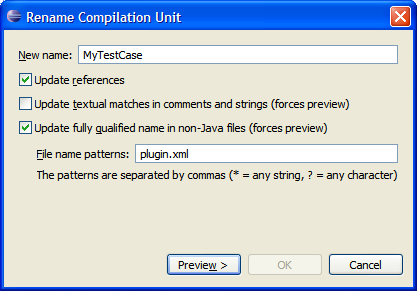 Rename Compilation Unit
New name: MyTestCase
Update references
Update textual matches in comments and strings (forces preview)
Update fully qualified name in non-Java files (forces preview)
File name patterns: plugin.xml
The patterns are separated by commas (* = any string, ? = any character)
Preview > OK Cancel